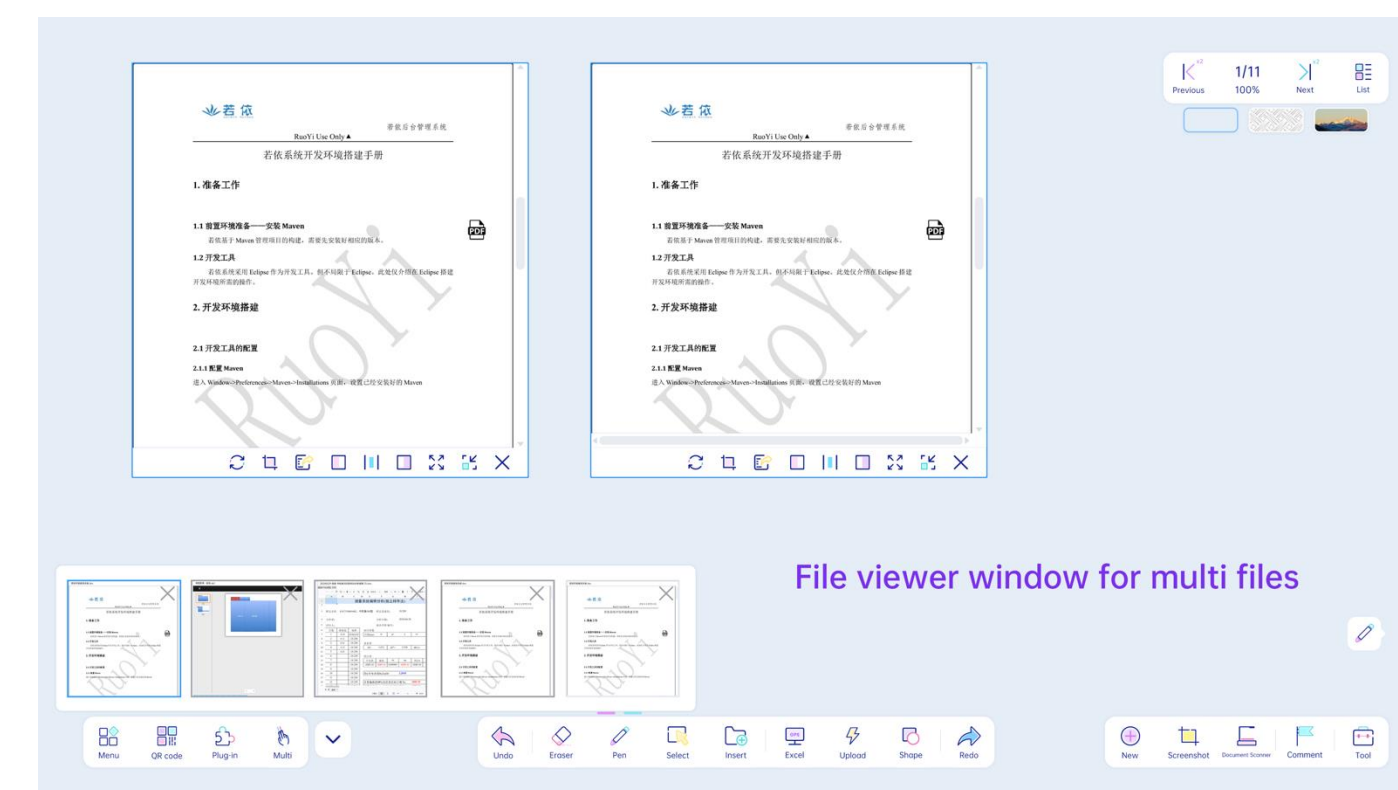 若依
若依后台管理系统
RuoYi Use Only▲
若依系统开发环境搭建手册
1. 准备工作
1.1 前置环境准备——安装 Maven
若依基于 Maven 管理项目的构建，需要先安装好相应的版本。
PDF
1.2 开发工具
若依系统采用 Eclipse 作为开发工具，但不局限于 Eclipse，此处仅介绍在 Eclipse 搭建
开发环境所需的操作。
2. 开发环境搭建
2.1 开发工具的配置
2.1.1 配置 Maven
进入 Window->Preferences->Maven->Installations 页面，设置已经安装好的 Maven
RuoYi
若依
若依后台管理系统
RuoYi Use Only▲
若依系统开发环境搭建手册
1. 准备工作
1.1 前置环境准备——安装 Maven
若依基于 Maven 管理项目的构建，需要先安装好相应的版本。
PDF
1.2 开发工具
若依系统采用 Eclipse 作为开发工具，但不局限于 Eclipse，此处仅介绍在 Eclipse 搭建
开发环境所需的操作。
2. 开发环境搭建
2.1 开发工具的配置
2.1.1 配置 Maven
进入 Window->Preferences->Maven->Installations 页面，设置已经安装好的 Maven
RuoYi
+2 1/11 +2
Previous 100% Next List
File viewer window for multi files
RuoYi
RuoYi
RuoYi
Menu QR code Plug-in Multi
Undo Eraser Pen Select Insert Excel Upload Shape Redo
New Screenshot Document Scanner Comment Tool